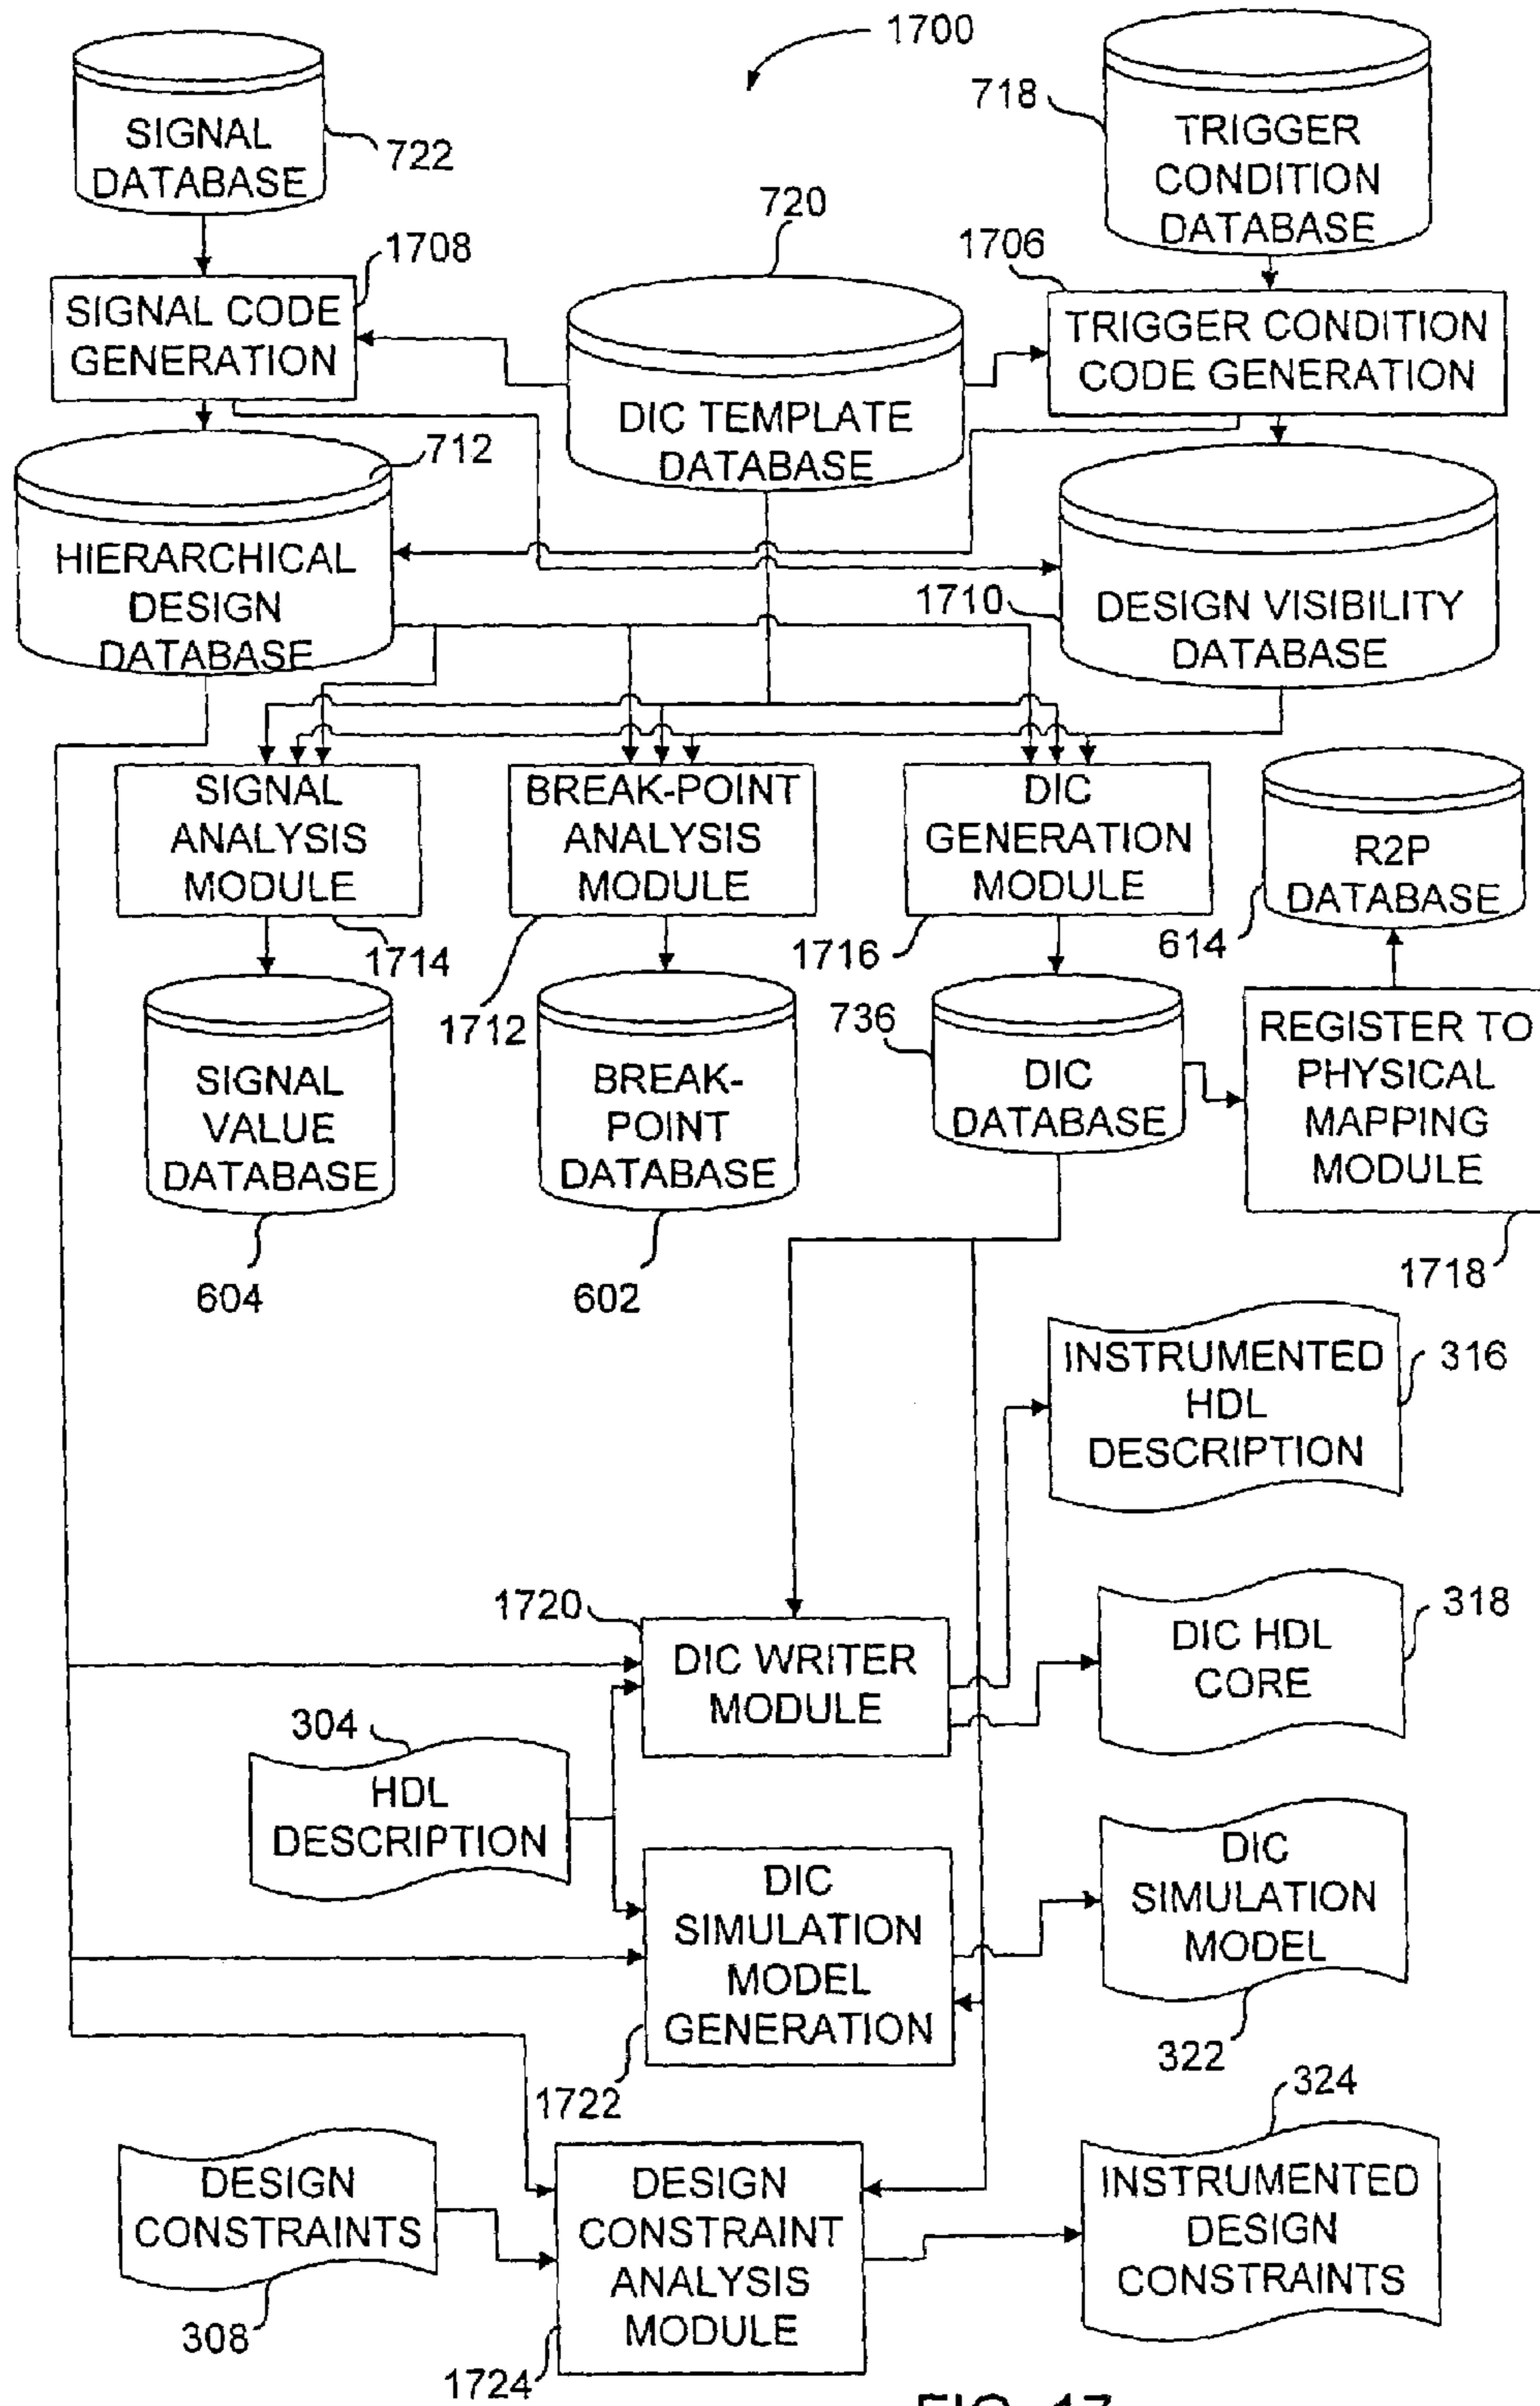 1700
SIGNAL
DATABASE
722
718
TRIGGER
CONDITION
DATABASE
720
1708
SIGNAL CODE
GENERATION
1706
TRIGGER CONDITION
CODE GENERATION
DIC TEMPLATE
DATABASE
712
HIERARCHICAL
DESIGN
DATABASE
1710
DESIGN VISIBILITY
DATABASE
SIGNAL
ANALYSIS
MODULE
1714
BREAK-POINT
ANALYSIS
MODULE
1712
DIC
GENERATION
MODULE
1716
R2P
DATABASE
614
SIGNAL
VALUE
DATABASE
604
BREAK-
POINT
DATABASE
602
736
DIC
DATABASE
REGISTER TO
PHYSICAL
MAPPING
MODULE
1718
INSTRUMENTED
HDL
DESCRIPTION
316
1720
DIC WRITER
MODULE
DIC HDL
CORE
318
304
HDL
DESCRIPTION
DIC
SIMULATION
MODEL
GENERATION
1722
DIC
SIMULATION
MODEL
322
324
DESIGN
CONSTRAINTS
308
DESIGN
CONSTRAINT
ANALYSIS
MODULE
1724
INSTRUMENTED
DESIGN
CONSTRAINTS
FIG. 17